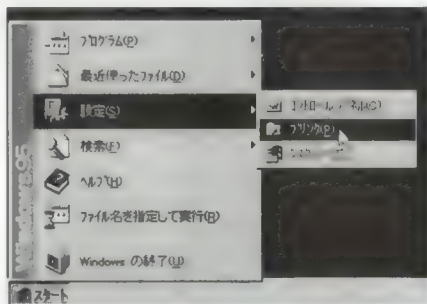 プログラム(P)
最近使ったファイル(D)
設定(S)
検索(F)
ヘルプ(H)
ファイル名を指定して実行(R)
Windows の終了(U)
コントロール パネル(C)
プリンタ(P)
Windows95
スタート